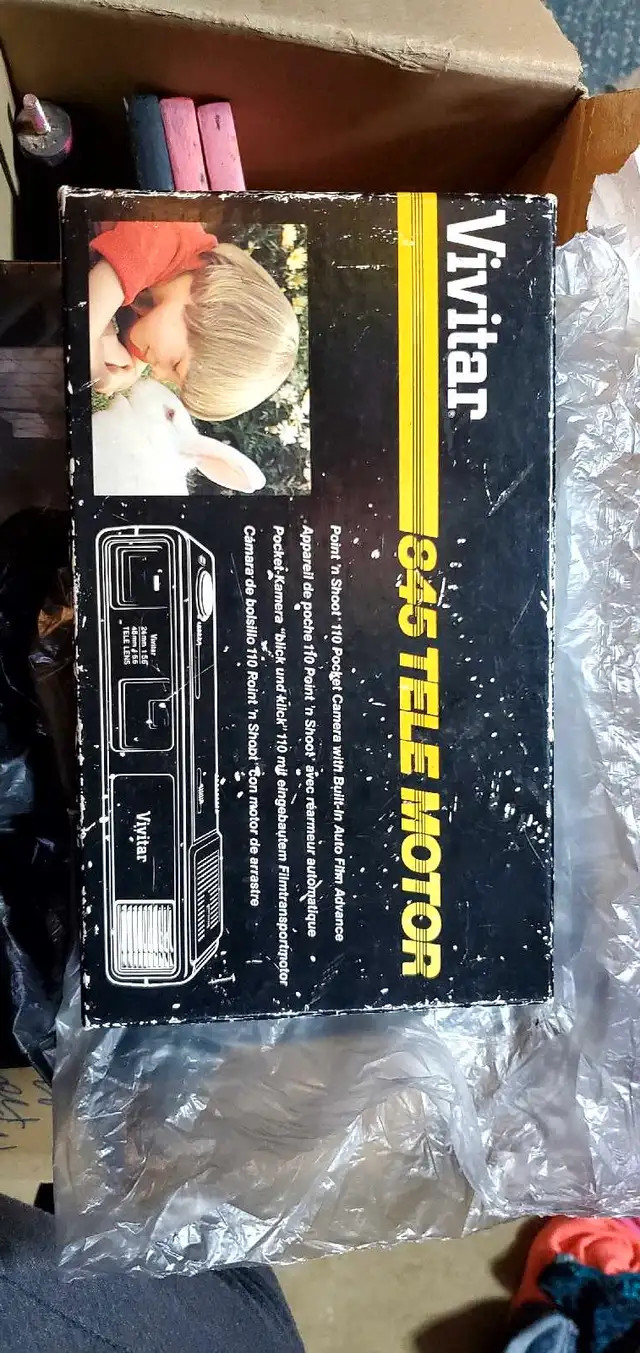 Vivitar
845 TELE MOTOR
Point 'n Shoot 110 Pocket Camera with Built-in Auto Film Advance
Appareil de poche 110 Point 'n Shoot avec réarmeur automatique
Pocket-Kamera "blick und klick" 110 mit eingebautem Filmtransportmotor
Cámara de bolsillo 110 Point 'n Shoot con motor de arrastre
Vivitar
24mm
48mm
TELE LENS
Vivitar